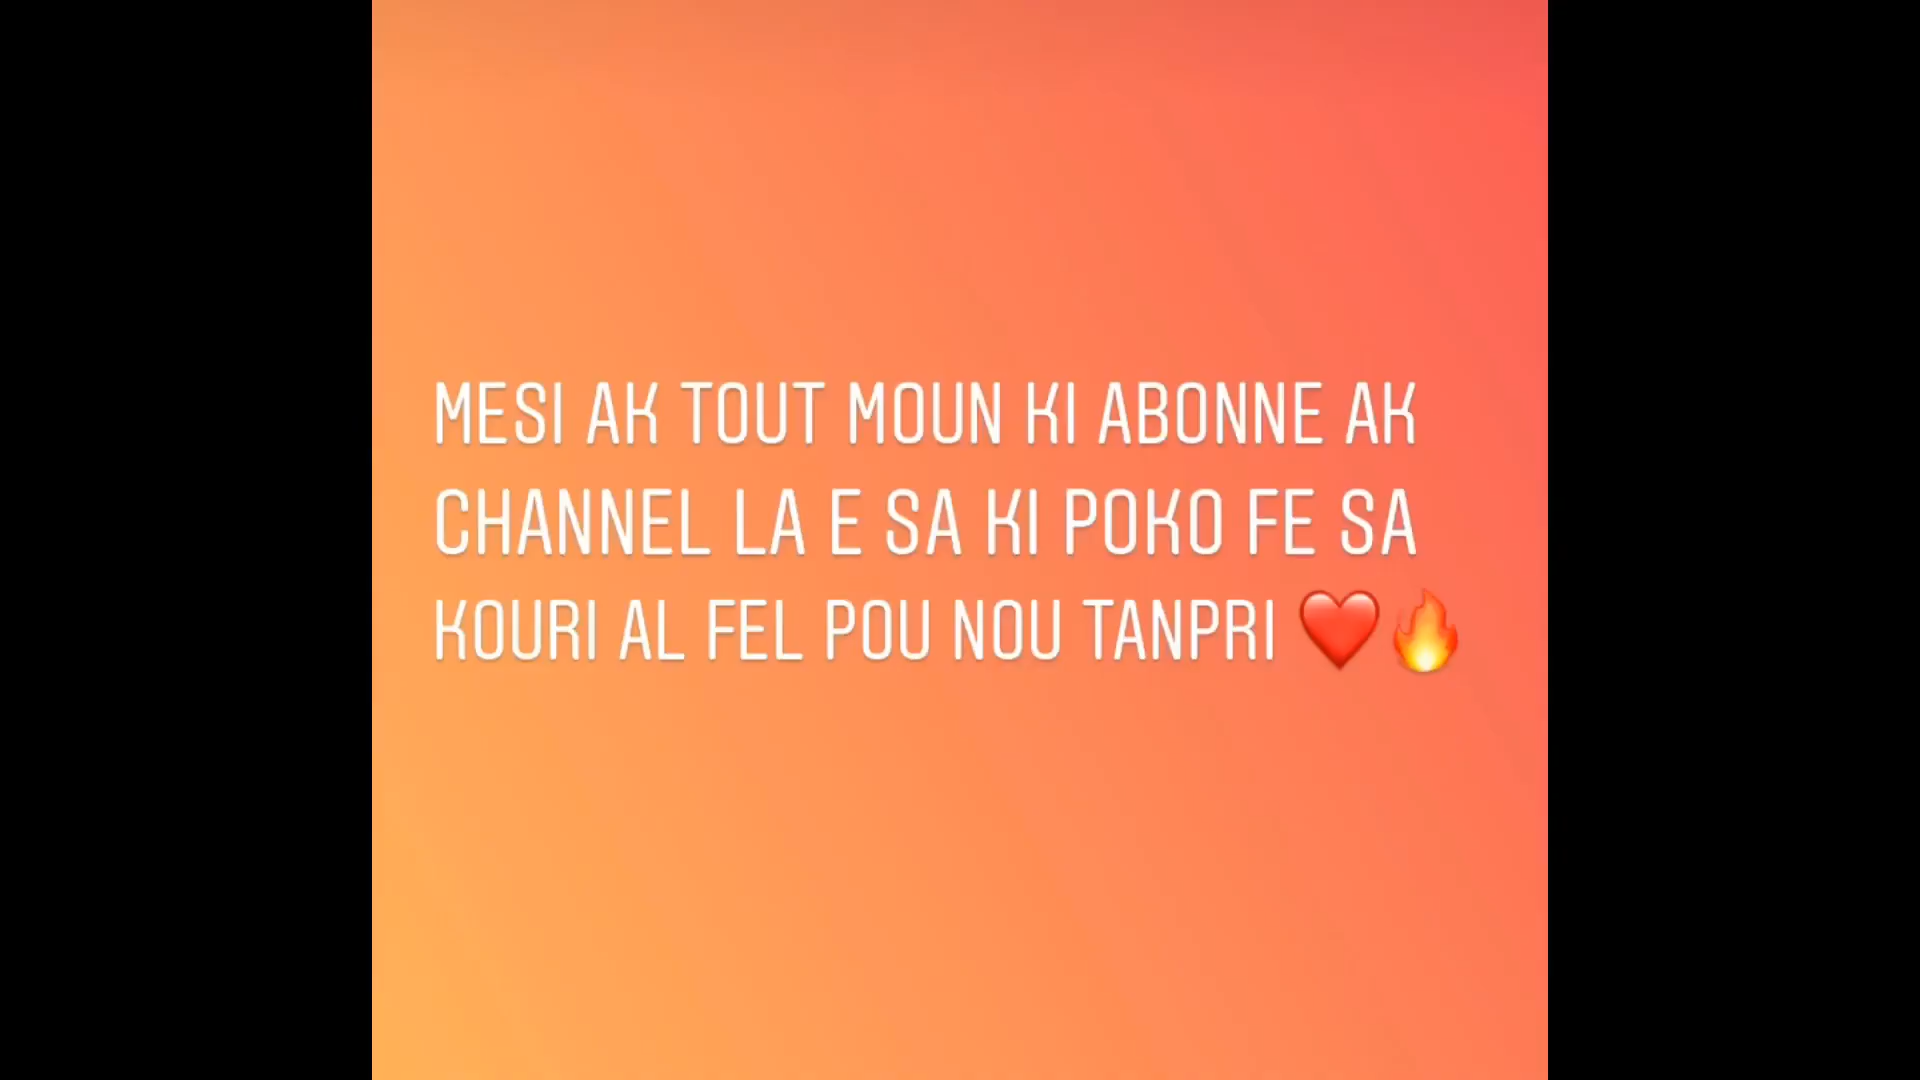 MESI AK TOUT MOUN KI ABONNE AK
CHANNEL LA E SA KI POKO FE SA
KOURI AL FEL POU NOU TANPRI ❤️🔥